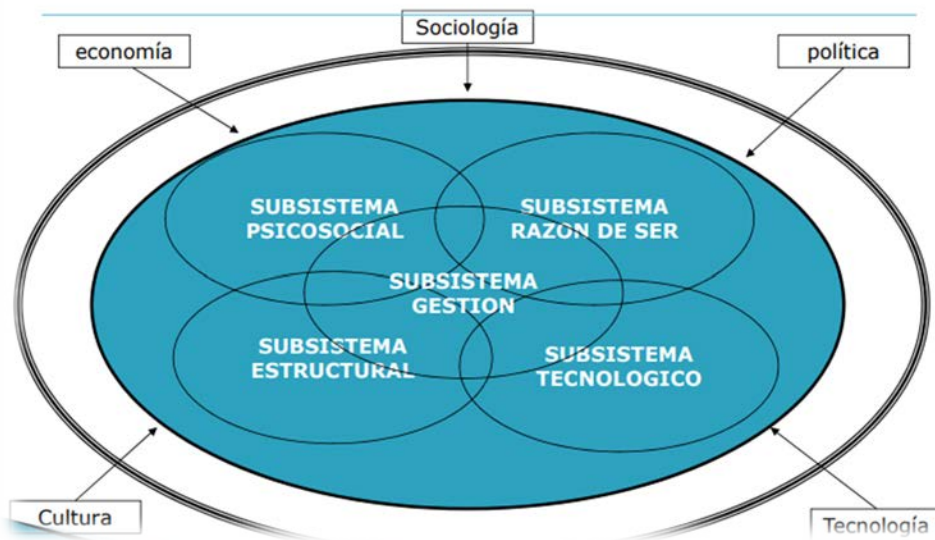 Sociología
economía
política
SUBSISTEMA
PSICOSOCIAL
SUBSISTEMA
RAZON DE SER
SUBSISTEMA
GESTION
SUBSISTEMA
ESTRUCTURAL
SUBSISTEMA
TECNOLOGICO
Cultura
Tecnología